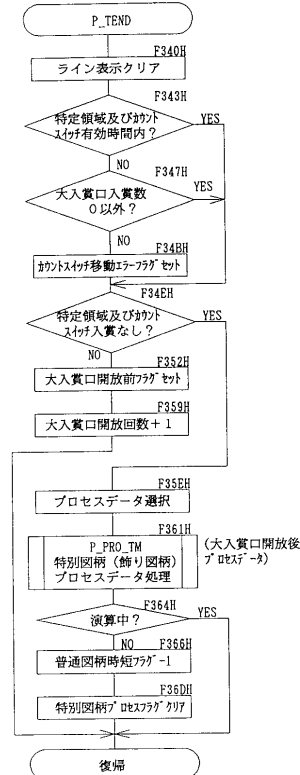 P_TEND
F340H
ライン表示クリア
F343H
特定領域及びｶｳﾝﾄ
ｽｲｯﾁ有効時間内？
YES
NO
F347H
大入賞口入賞数
０以外？
YES
NO
F34BH
ｶｳﾝﾄｽｲｯﾁ移動ｴﾗｰﾌﾗｸﾞｾｯﾄ
F34EH
特定領域及びｶｳﾝﾄ
ｽｲｯﾁ入賞なし？
YES
NO
F352H
大入賞口開放前ﾌﾗｸﾞｾｯﾄ
F359H
大入賞口開放回数＋１
F35EH
プロセスデータ選択
F361H
P_PRO_TM
特別図柄（飾り図柄）
プロセスデータ処理
(大入賞口開放後
ﾌﾟﾛｾｽﾃﾞｰﾀ)
F364H
演算中？
YES
NO
F366H
普通図柄時短ﾌﾗｸﾞ-1
F36DH
特別図柄ﾌﾟﾛｾｽﾌﾗｸﾞｸﾘｱ
復帰